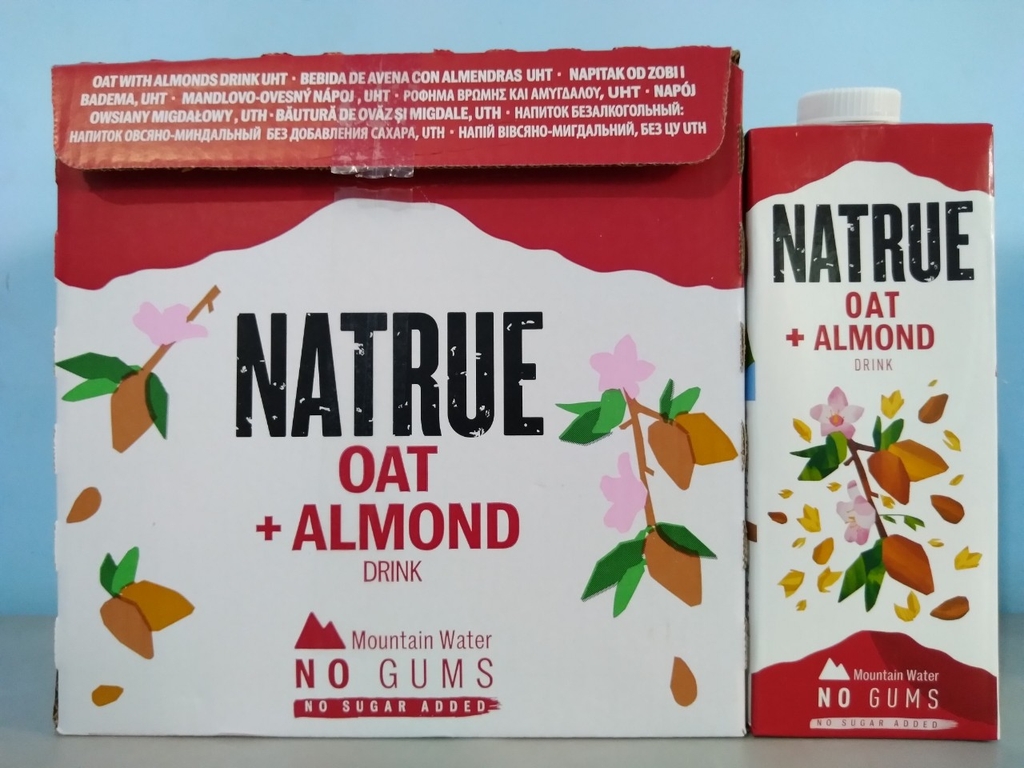 OAT WITH ALMONDS DRINK UHT · BEBIDA DE AVENA CON ALMENDRAS UHT · NAPITAK OD ZOBI I
BADEMA, UHT · MANDLOVO-OVESNÝ NÁPOJ , UHT · ΡΟΦΗΜΑ ΒΡΩΜΗΣ ΚΑΙ ΑΜΥΓΔΑΛΟΥ, UHT · NAPÓJ
OWSIANY MIGDAŁOWY , UTH · BĂUTURĂ DE OVĂZ ȘI MIGDALE, UTH · НАПИТОК БЕЗАЛКОГОЛЬНЫЙ:
НАПИТОК ОВСЯНО-МИНДАЛЬНЫЙ БЕЗ ДОБАВЛЕНИЯ САХАРА, UTH · НАПІЙ ВІВСЯНО-МИГДАЛЬНИЙ, БЕЗ ЦУ UTH
NATRUE
OAT
+ ALMOND
DRINK
Mountain Water
NO GUMS
NO SUGAR ADDED
NATRUE
OAT
+ ALMOND
DRINK
Mountain Water
NO GUMS
NO SUGAR ADDED